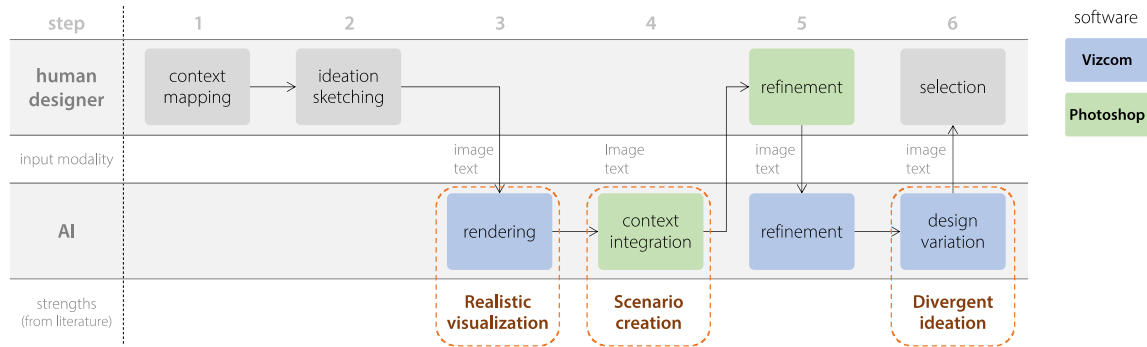 step
1
2
3
4
5
6
software
human
designer
context
mapping
ideation
sketching
refinement
selection
Vizcom
Photoshop
input modality
image
text
Image
text
image
text
image
text
AI
rendering
context
integration
refinement
design
variation
strengths
(from literature)
Realistic
visualization
Scenario
creation
Divergent
ideation